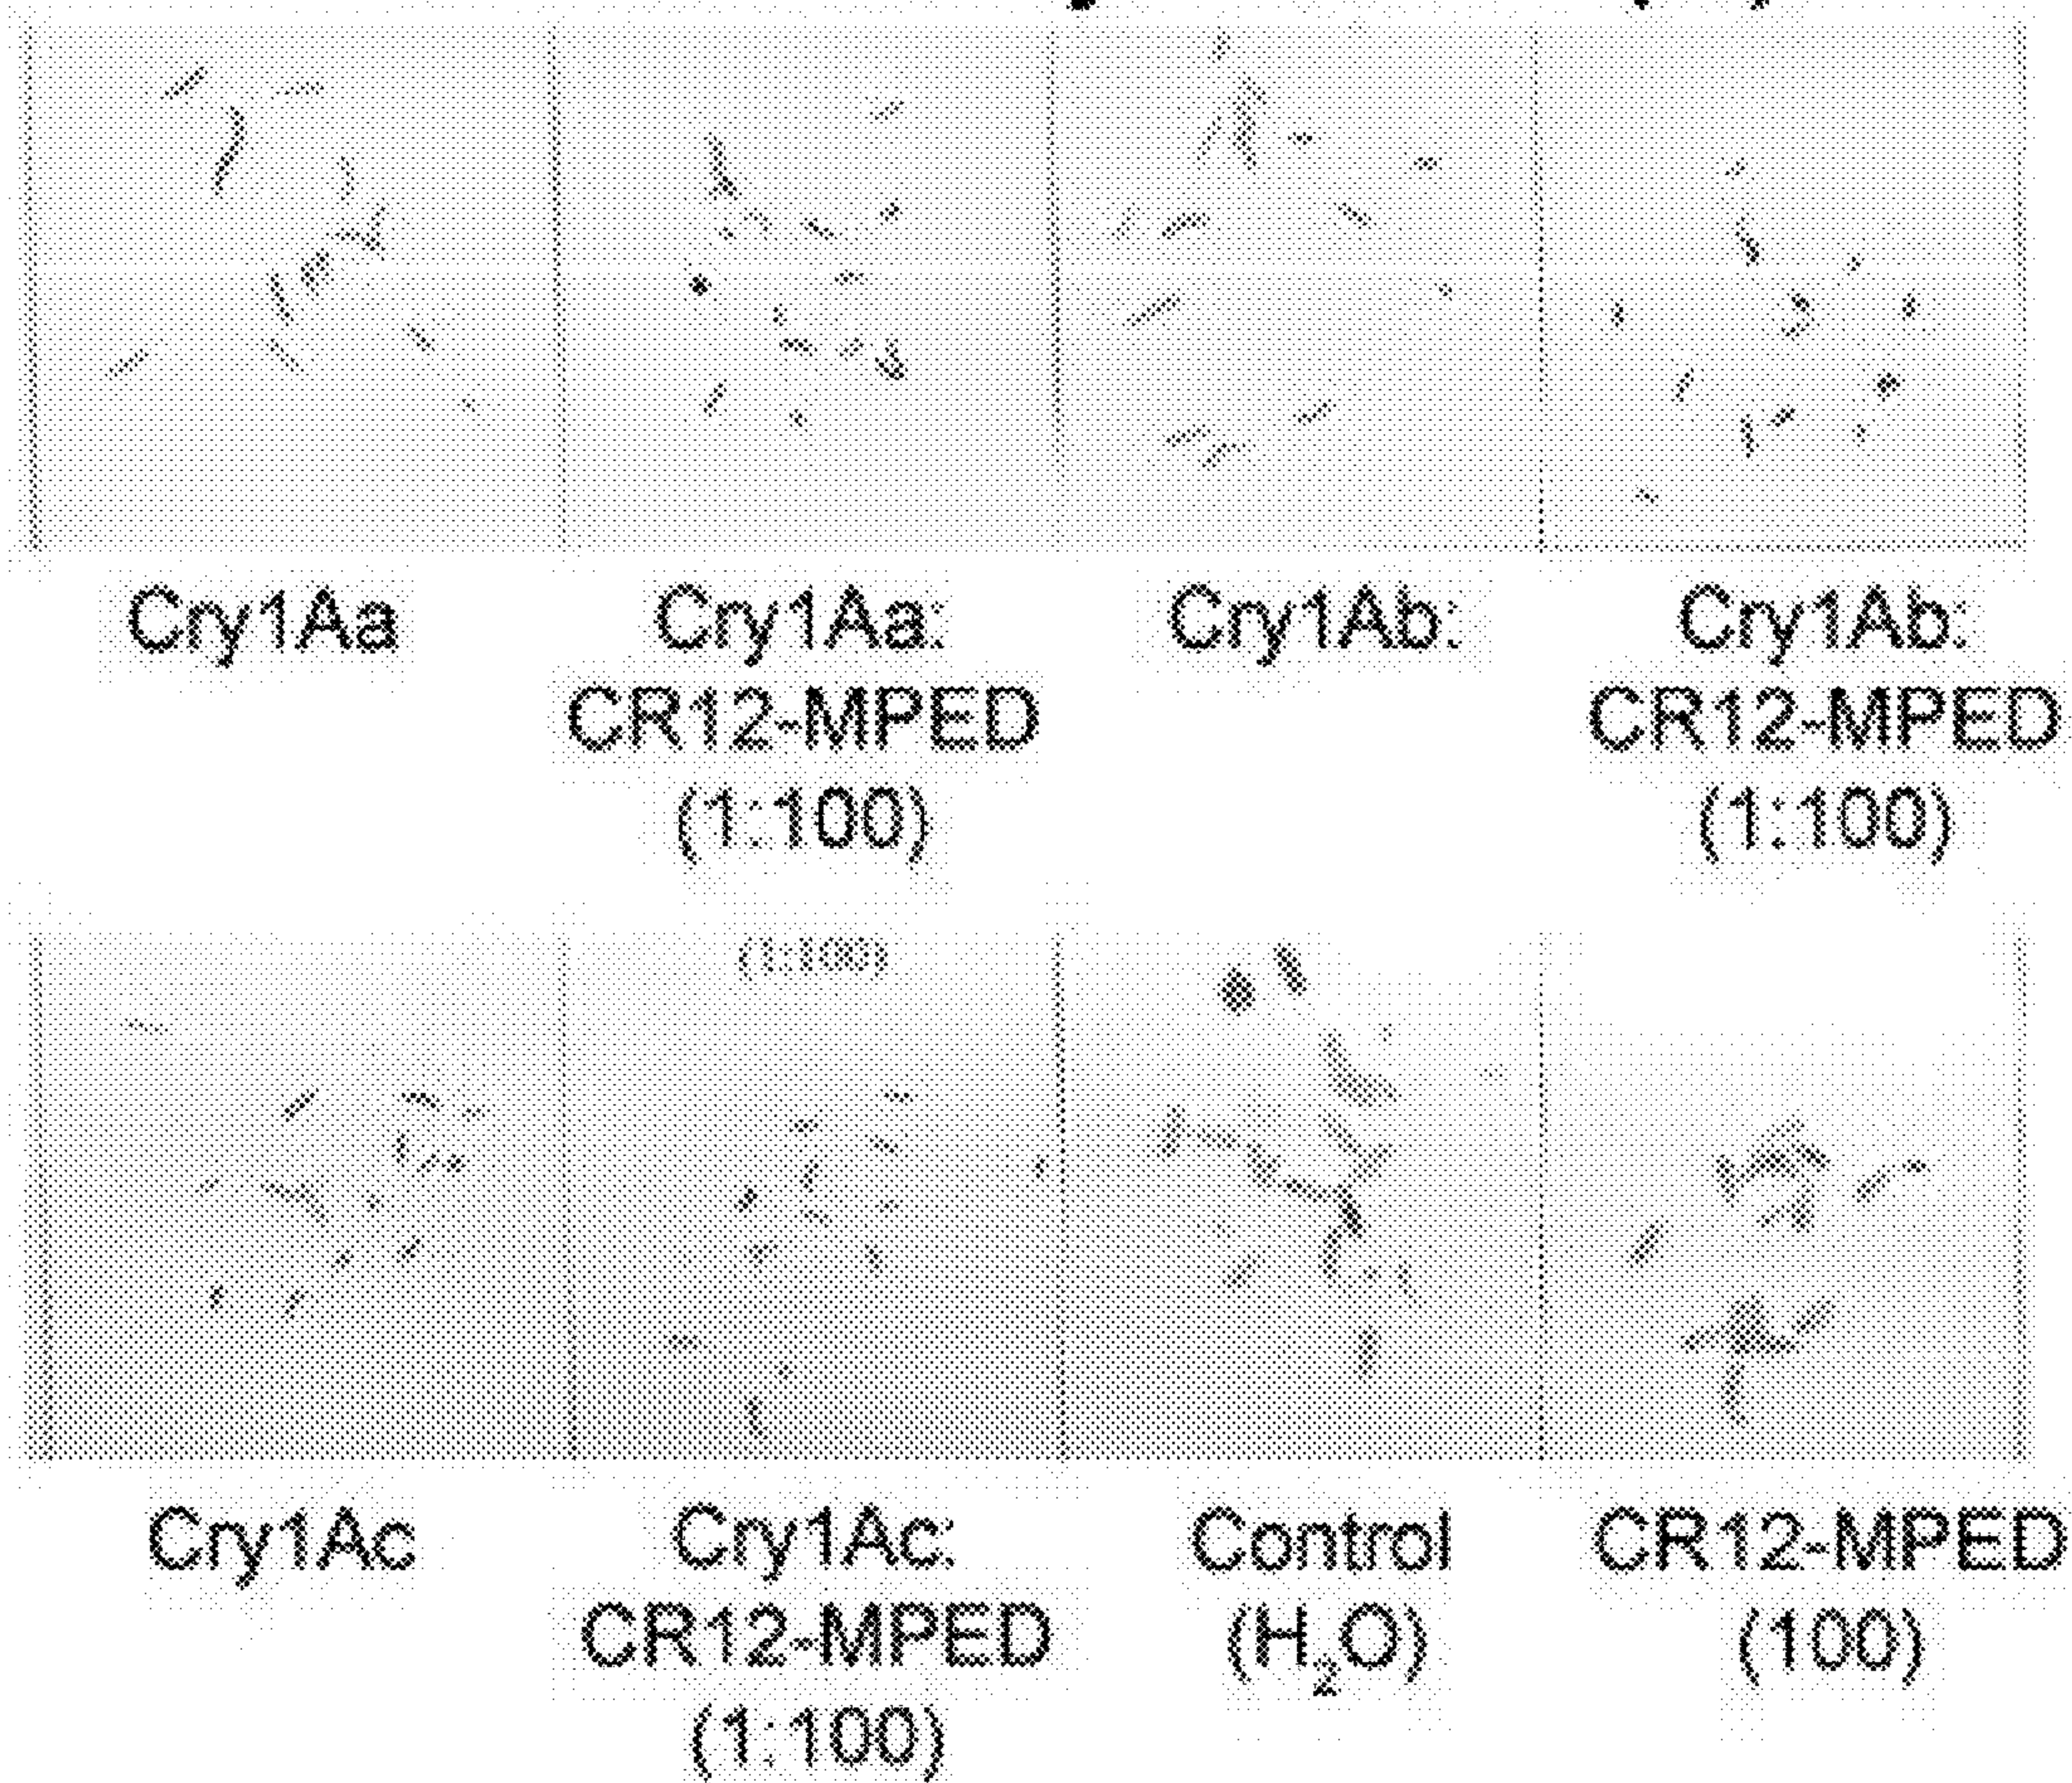 Cry1Aa
Cry1Aa:
CR12-MPED
(1:100)
Cry1Ab:
Cry1Ab:
CR12-MPED
(1:100)
(1:100)
Cry1Ac
Cry1Ac:
CR12-MPED
(1:100)
Control
(H₂O)
CR12-MPED
(100)